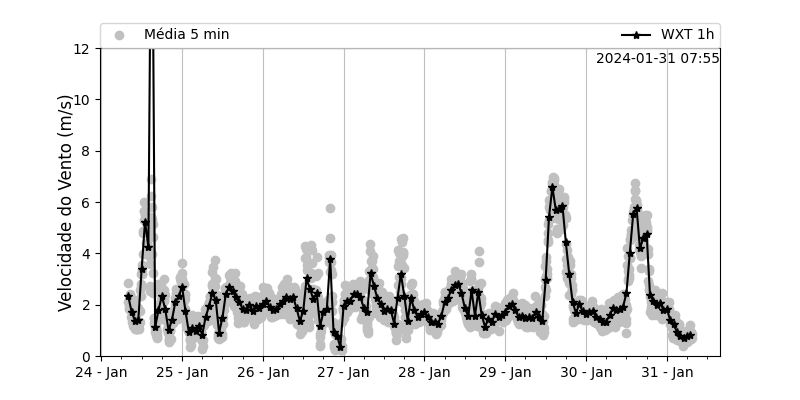 Média 5 min
WXT 1h
2024-01-31 07:55
Velocidade do Vento (m/s)
12
10
8
6
4
2
0
24 - Jan
25 - Jan
26 - Jan
27 - Jan
28 - Jan
29 - Jan
30 - Jan
31 - Jan